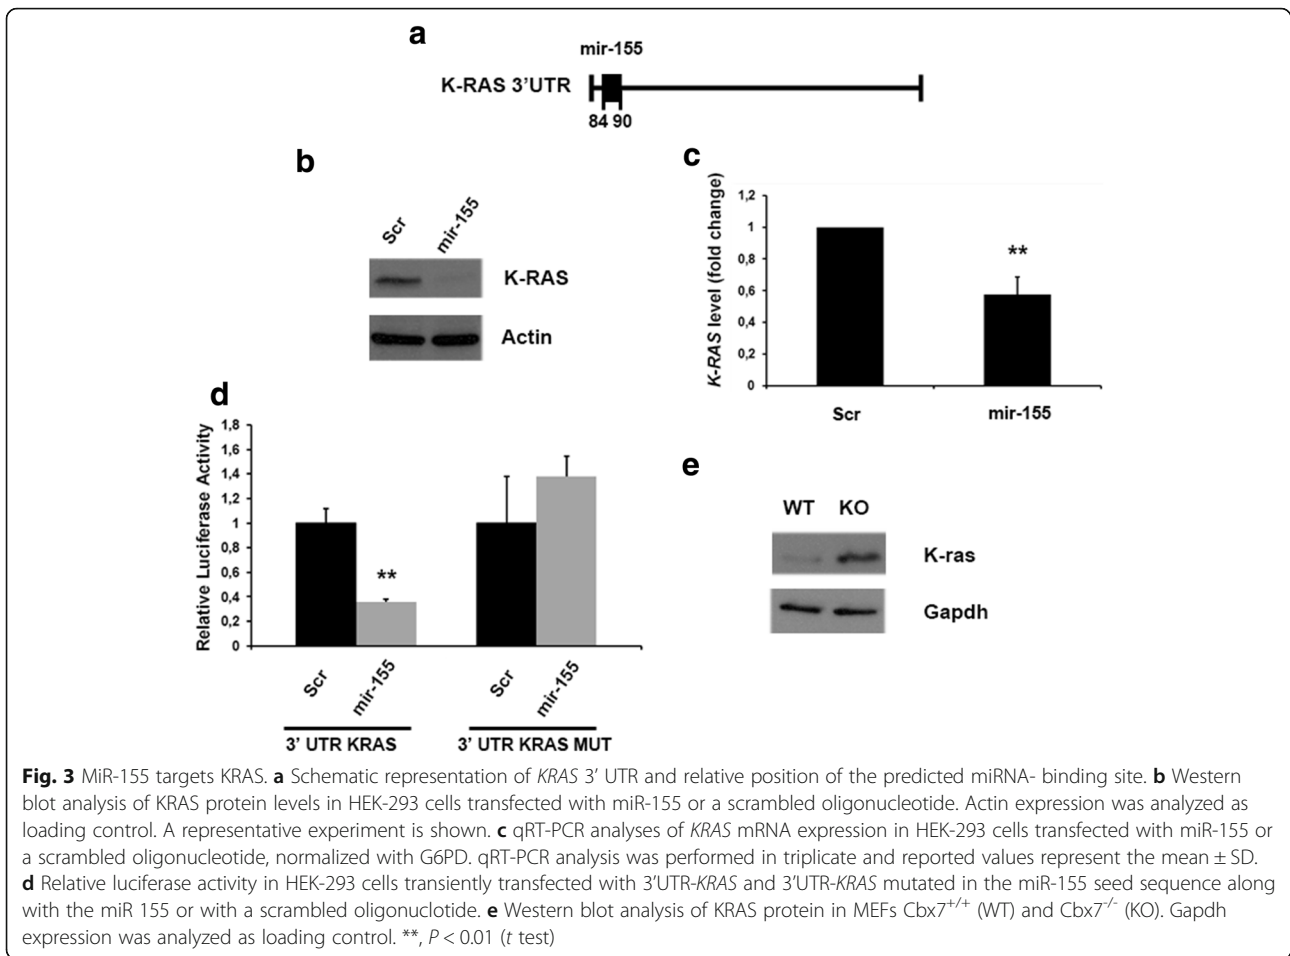 a
mir-155
K-RAS 3'UTR
84 90
b
Scr
mir-155
K-RAS
Actin
c
K-RAS level (fold change)
1,2
1
0,8
0,6
0,4
0,2
0
**
Scr
mir-155
d
Relative Luciferase Activity
1,8
1,6
1,4
1,2
1
0,8
0,6
0,4
0,2
0
**
Scr
mir-155
Scr
mir-155
3' UTR KRAS
3' UTR KRAS MUT
e
WT KO
K-ras
Gapdh
Fig. 3 MiR-155 targets KRAS. a Schematic representation of KRAS 3' UTR and relative position of the predicted miRNA- binding site. b Western
blot analysis of KRAS protein levels in HEK-293 cells transfected with miR-155 or a scrambled oligonucleotide. Actin expression was analyzed as
loading control. A representative experiment is shown. c qRT-PCR analyses of KRAS mRNA expression in HEK-293 cells transfected with miR-155 or
a scrambled oligonucleotide, normalized with G6PD. qRT-PCR analysis was performed in triplicate and reported values represent the mean ± SD.
d Relative luciferase activity in HEK-293 cells transiently transfected with 3'UTR-KRAS and 3'UTR-KRAS mutated in the miR-155 seed sequence along
with the miR 155 or with a scrambled oligonuclotide. e Western blot analysis of KRAS protein in MEFs Cbx7+/+ (WT) and Cbx7-/- (KO). Gapdh
expression was analyzed as loading control. **, P < 0.01 (t test)